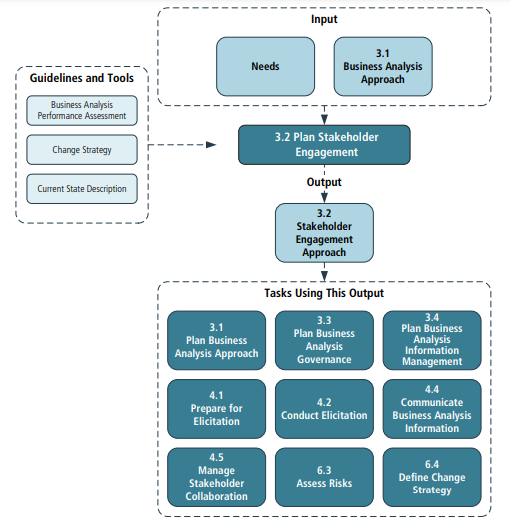 Input
Needs
3.1
Business Analysis
Approach
Guidelines and Tools
Business Analysis
Performance Assessment
Change Strategy
Current State Description
3.2 Plan Stakeholder
Engagement
Output
3.2
Stakeholder
Engagement
Approach
Tasks Using This Output
3.1
Plan Business
Analysis Approach
3.3
Plan Business
Analysis
Governance
3.4
Plan Business
Analysis
Information
Management
4.1
Prepare for
Elicitation
4.2
Conduct Elicitation
4.4
Communicate
Business Analysis
Information
4.5
Manage
Stakeholder
Collaboration
6.3
Assess Risks
6.4
Define Change
Strategy